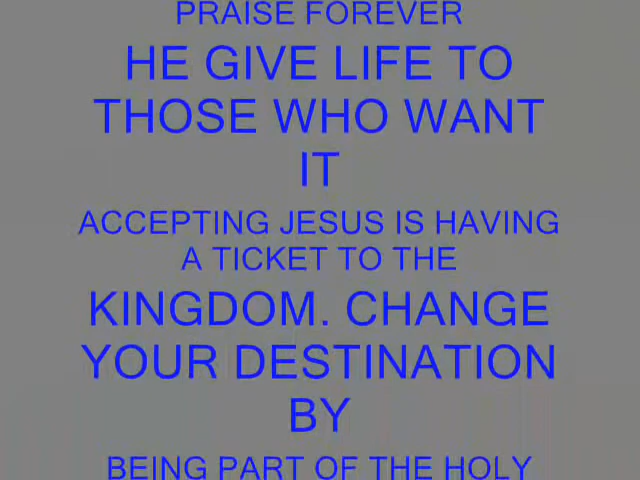 PRAISE FOREVER
HE GIVE LIFE TO
THOSE WHO WANT
IT
ACCEPTING JESUS IS HAVING
A TICKET TO THE
KINGDOM. CHANGE
YOUR DESTINATION
BY
BEING PART OF THE HOLY